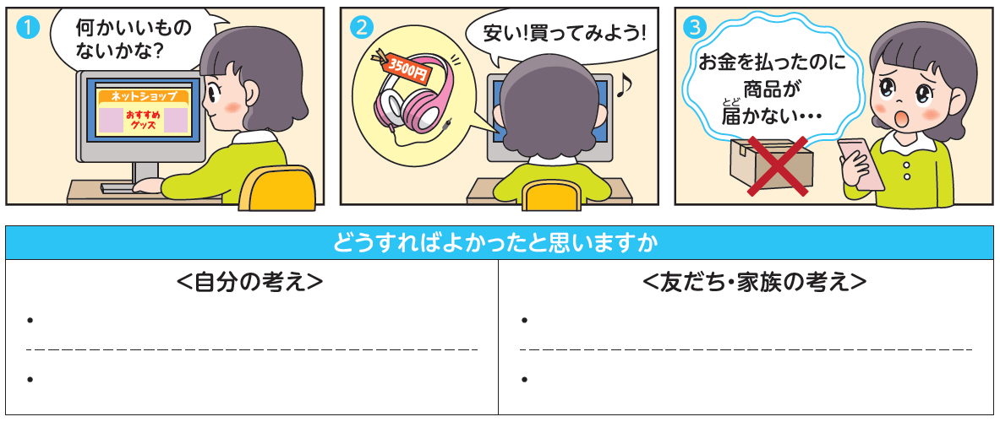 1
何かいいもの
ないかな?
ネットショップ
おすすめ
グッズ
2
安い!買ってみよう!
3500円
3
お金を払ったのに
商品が
届かない・・・
とど
どうすればよかったと思いますか
<自分の考え>
<友だち・家族の考え>
・
・
・
・